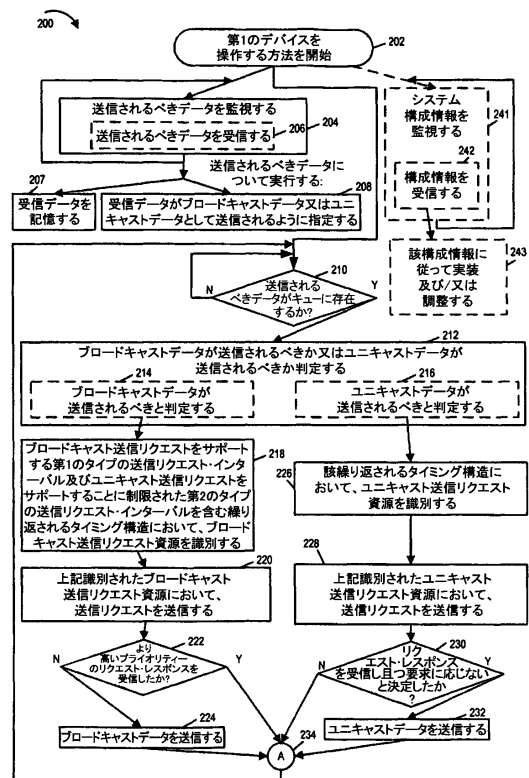 200
第1のデバイスを
操作する方法を開始
202
送信されるべきデータを監視する
送信されるべきデータを受信する
206
204
システム
構成情報を
監視する
241
242
構成情報を
受信する
送信されるべきデータに
ついて実行する:
207
受信データを
記憶する
208
受信データがブロードキャストデータ又はユニ
キャストデータとして送信されるように指定する
該構成情報に
従って実装
及び/又は
調整する
243
210
送信される
べきデータがキューに存在
するか?
N
Y
212
ブロードキャストデータが送信されるべきか又はユニキャストデータが
送信されるべきか判定する
214
ブロードキャストデータが
送信されるべきと判定する
216
ユニキャストデータが
送信されるべきと判定する
218
ブロードキャスト送信リクエストをサポート
する第1のタイプの送信リクエスト・インタ
ーバル及びユニキャスト送信リクエストを
サポートすることに制限された第2のタイプ
の送信リクエスト・インターバルを含む繰り
返されるタイミング構造において、ブロード
キャスト送信リクエスト資源を識別する
226
該繰り返されるタイミング構造に
おいて、ユニキャスト送信リクエスト
資源を識別する
220
上記識別されたブロードキャスト
送信リクエスト資源において、
送信リクエストを送信する
228
上記識別されたユニキャスト
送信リクエスト資源において、
送信リクエストを送信する
222
より
高いプライオリティー
のリクエスト・レスポンスを
受信したか?
N
Y
230
リク
エスト・レスポンス
を受信し且つ要求に応じない
と決定したか
?
N
Y
224
ブロードキャストデータを送信する
232
ユニキャストデータを送信する
A
234